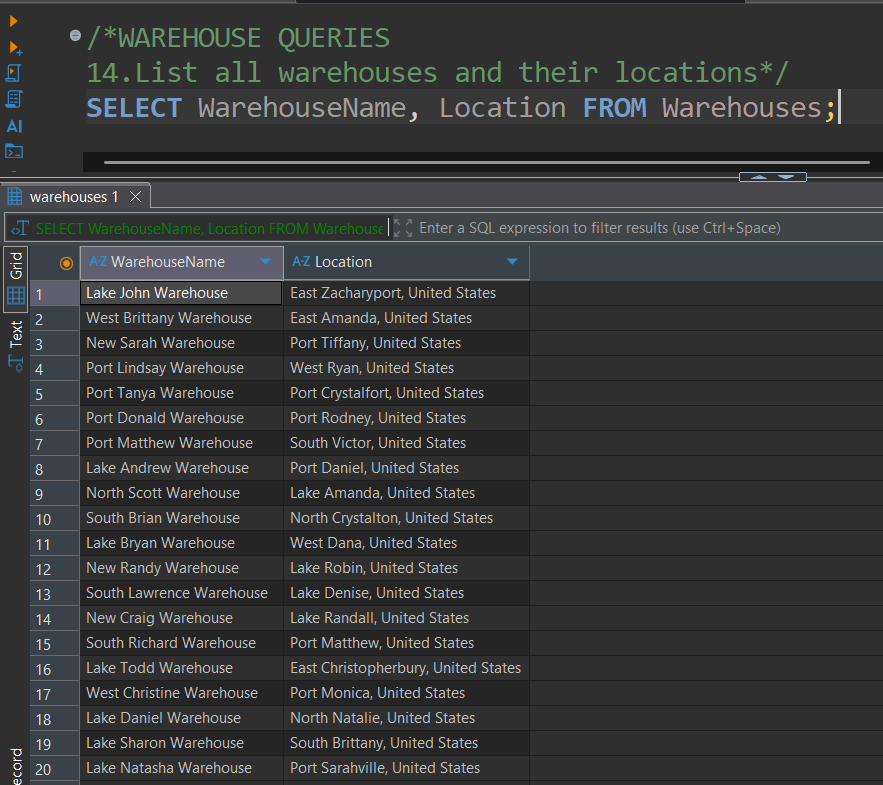 /*WAREHOUSE QUERIES
14.List all warehouses and their locations*/
SELECT WarehouseName, Location FROM Warehouses;
AI
warehouses 1
SELECT WarehouseName, Location FROM Warehouse
Enter a SQL expression to filter results (use Ctrl+Space)
Grid
Text
ecord
A-Z WarehouseName A-Z Location
1 Lake John Warehouse East Zacharyport, United States
2 West Brittany Warehouse East Amanda, United States
3 New Sarah Warehouse Port Tiffany, United States
4 Port Lindsay Warehouse West Ryan, United States
5 Port Tanya Warehouse Port Crystalfort, United States
6 Port Donald Warehouse Port Rodney, United States
7 Port Matthew Warehouse South Victor, United States
8 Lake Andrew Warehouse Port Daniel, United States
9 North Scott Warehouse Lake Amanda, United States
10 South Brian Warehouse North Crystalton, United States
11 Lake Bryan Warehouse West Dana, United States
12 New Randy Warehouse Lake Robin, United States
13 South Lawrence Warehouse Lake Denise, United States
14 New Craig Warehouse Lake Randall, United States
15 South Richard Warehouse Port Matthew, United States
16 Lake Todd Warehouse East Christopherbury, United States
17 West Christine Warehouse Port Monica, United States
18 Lake Daniel Warehouse North Natalie, United States
19 Lake Sharon Warehouse South Brittany, United States
20 Lake Natasha Warehouse Port Sarahville, United States